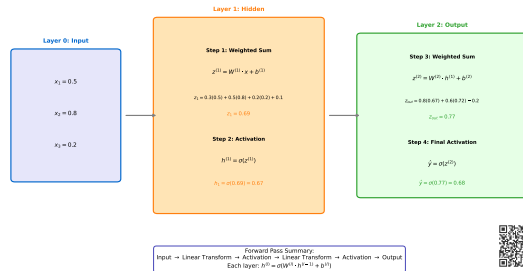 Layer 0: Input
x₁ = 0.5
x₂ = 0.8
x₃ = 0.2
Layer 1: Hidden
Step 1: Weighted Sum
z⁽¹⁾ = W⁽¹⁾ · x + b⁽¹⁾
z₁ = 0.3(0.5) + 0.5(0.8) + 0.2(0.2) + 0.1
z₁ = 0.69
Step 2: Activation
h⁽¹⁾ = σ(z⁽¹⁾)
h₁ = σ(0.69) = 0.67
Layer 2: Output
Step 3: Weighted Sum
z⁽²⁾ = W⁽²⁾ · h⁽¹⁾ + b⁽²⁾
z_out = 0.8(0.67) + 0.6(0.72) − 0.2
z_out = 0.77
Step 4: Final Activation
ŷ = σ(z⁽²⁾)
ŷ = σ(0.77) = 0.68
Forward Pass Summary:
Input → Linear Transform → Activation → Linear Transform → Activation → Output
Each layer: h⁽ˡ⁾ = σ(W⁽ˡ⁾ · h⁽ˡ⁻¹⁾ + b⁽ˡ⁾)